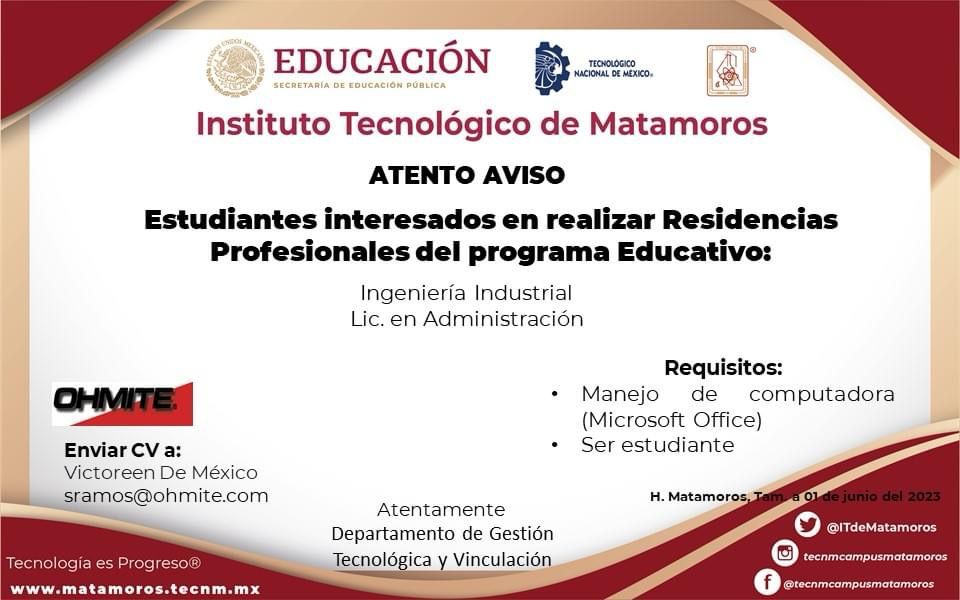 ESTADOS UNIDOS MEXICANOS
EDUCACIÓN
SECRETARÍA DE EDUCACIÓN PÚBLICA
TECNOLÓGICO
NACIONAL DE MÉXICO®
®
Instituto Tecnológico de Matamoros
ATENTO AVISO
Estudiantes interesados en realizar Residencias
Profesionales del programa Educativo:
Ingeniería Industrial
Lic. en Administración
Requisitos:
• Manejo de computadora
(Microsoft Office)
• Ser estudiante
OHMITE®
Enviar CV a:
Victoreen De México
sramos@ohmite.com
H. Matamoros, Tam. a 01 de junio del 2023
Atentamente
Departamento de Gestión
Tecnológica y Vinculación
@ITdeMatamoros
tecnmcampusmatamoros
@tecnmcampusmatamoros
Tecnología es Progreso®
www.matamoros.tecnm.mx